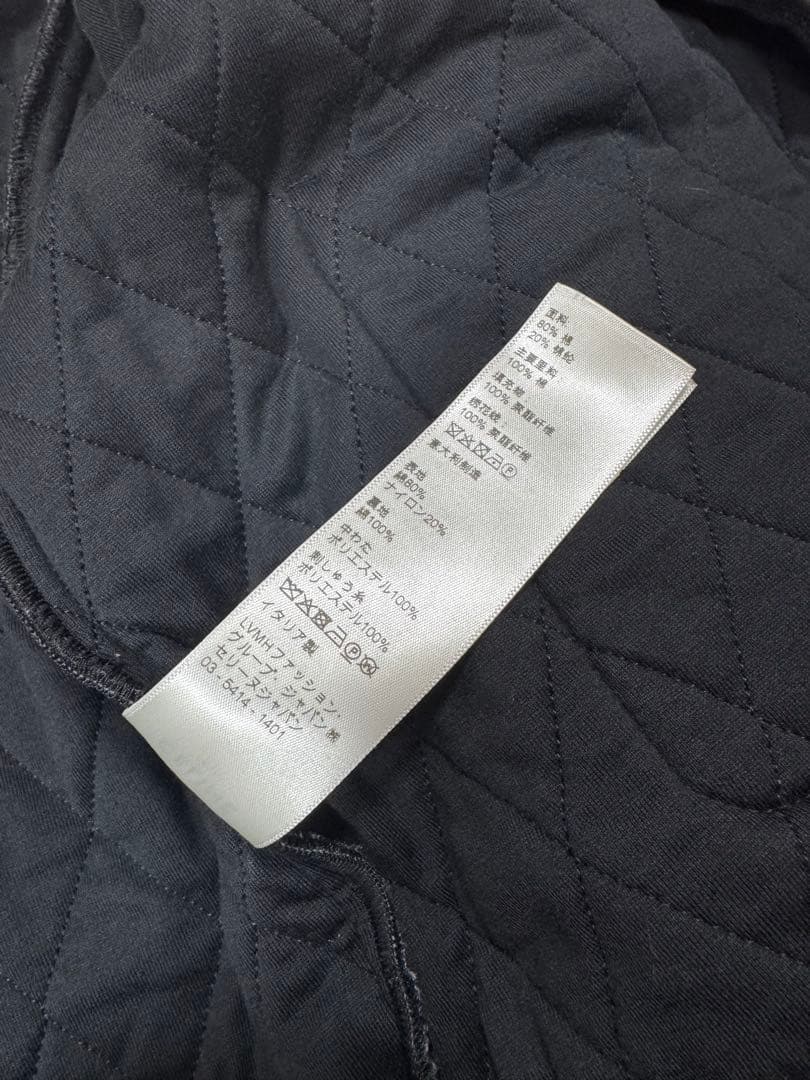 面料
80% 棉
20% 锦纶
主要里料
100% 棉
填充物
100% 聚酯纤维
绣花线
100% 聚酯纤维
意大利制造
表地
綿80%
ナイロン20%
裏地
綿100%
中わた
ポリエステル100%
刺しゅう糸
ポリエステル100%
イタリア製
LVMHファッション・
グループ・ジャパン㈱
セリーヌジャパン
03-5414-1401